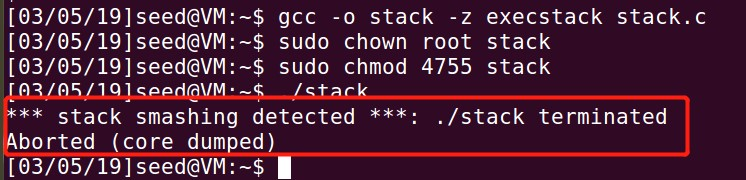 [03/05/19]seed@VM:~$ gcc -o stack -z execstack stack.c
[03/05/19]seed@VM:~$ sudo chown root stack
[03/05/19]seed@VM:~$ sudo chmod 4755 stack
[03/05/19]seed@VM:~$ ./stack
*** stack smashing detected ***: ./stack terminated
Aborted (core dumped)
[03/05/19]seed@VM:~$